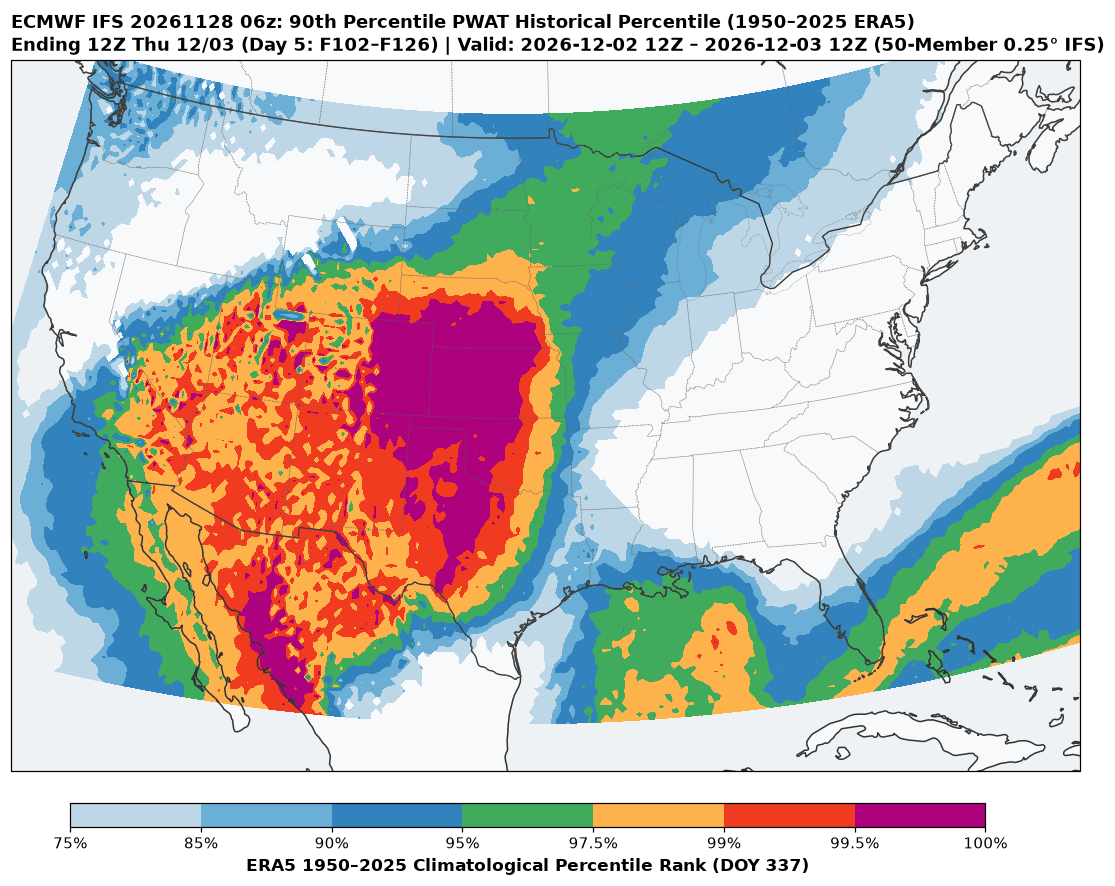 ECMWF IFS 20261128 06z: 90th Percentile PWAT Historical Percentile (1950–2025 ERA5)
Ending 12Z Thu 12/03 (Day 5: F102–F126) | Valid: 2026-12-02 12Z – 2026-12-03 12Z (50-Member 0.25° IFS)
75% 85% 90% 95% 97.5% 99% 99.5% 100%
ERA5 1950–2025 Climatological Percentile Rank (DOY 337)